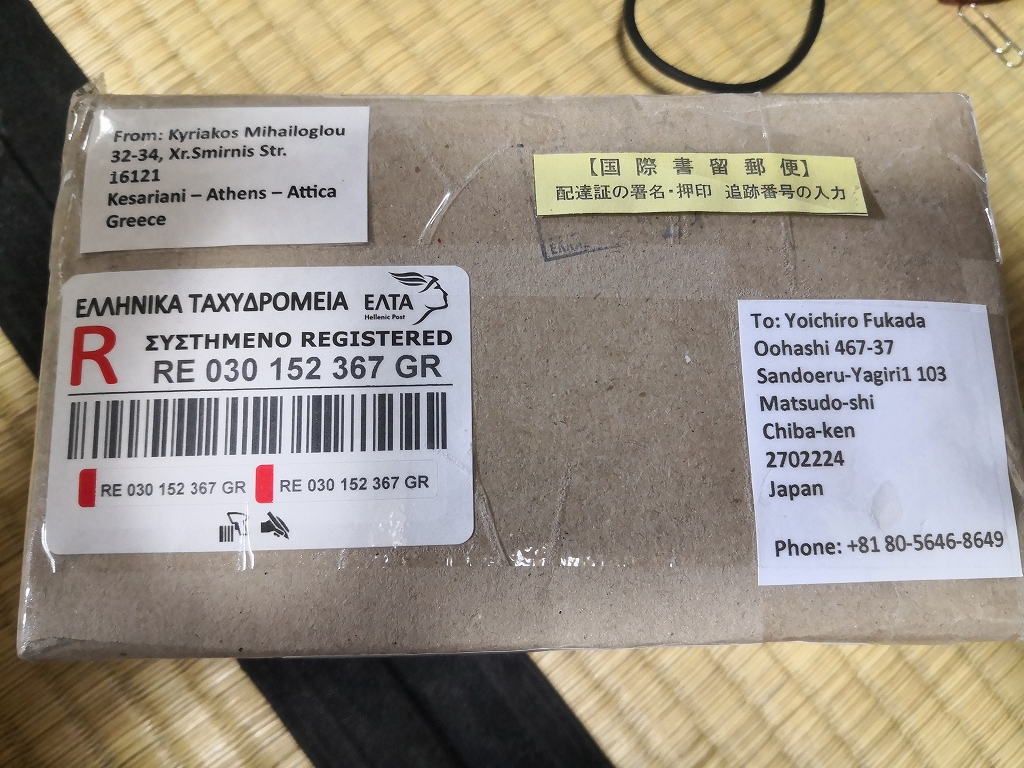 From: Kyriakos Mihailoglou
32-34, Xr.Smirnis Str.
16121
Kesariani – Athens – Attica
Greece
【国際書留郵便】
配達証の署名・押印 追跡番号の入力
ΕΛΛΗΝΙΚΑ ΤΑΧΥΔΡΟΜΕΙΑ
ΕΛΤΑ
Hellenic Post
R
ΣΥΣΤΗΜΕΝΟ REGISTERED
RE 030 152 367 GR
RE 030 152 367 GR
RE 030 152 367 GR
To: Yoichiro Fukada
Oohashi 467-37
Sandoeru-Yagiri1 103
Matsudo-shi
Chiba-ken
2702224
Japan
Phone: +81 80-5646-8649